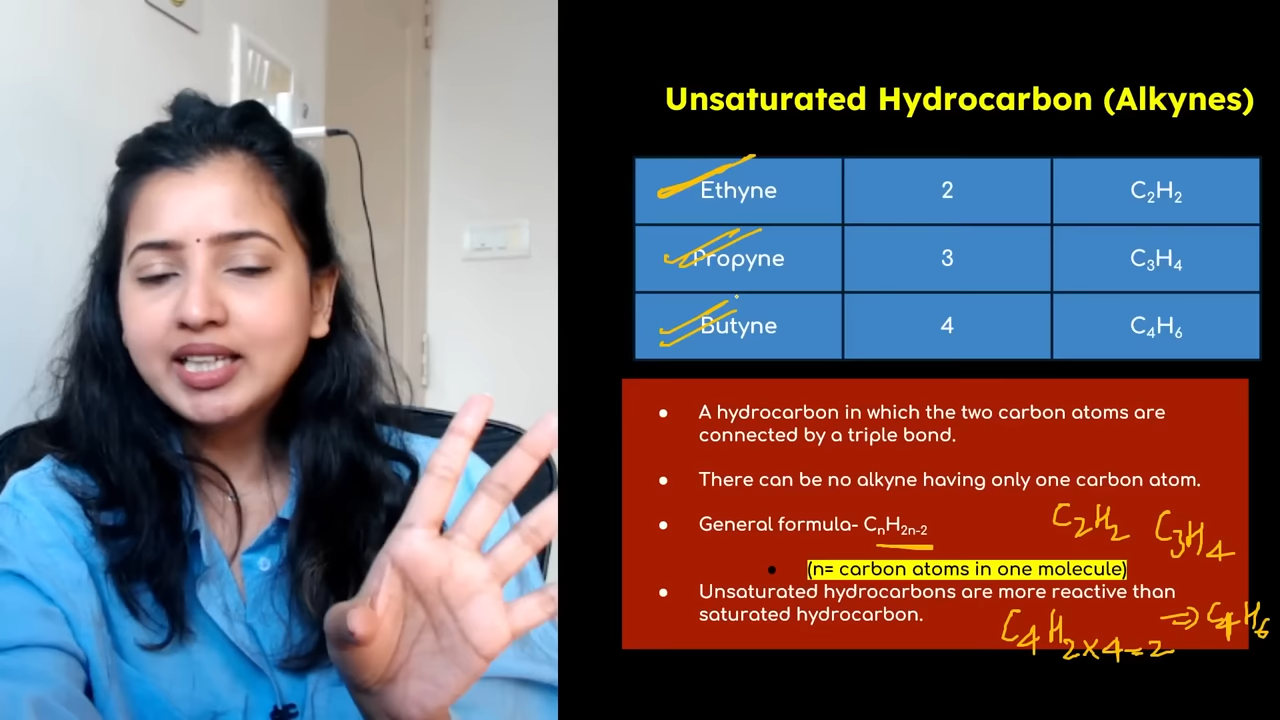 Unsaturated Hydrocarbon (Alkynes)
Ethyne 2 C₂H₂
Propyne 3 C₃H₄
Butyne 4 C₄H₆
● A hydrocarbon in which the two carbon atoms are
connected by a triple bond.
● There can be no alkyne having only one carbon atom.
● General formula- CₙH₂ₙ₋₂
C₂H₂ C₃H₄
● (n= carbon atoms in one molecule)
● Unsaturated hydrocarbons are more reactive than
saturated hydrocarbon.
C₄H₂ₓ₄₋₂ ⇒ C₄H₆